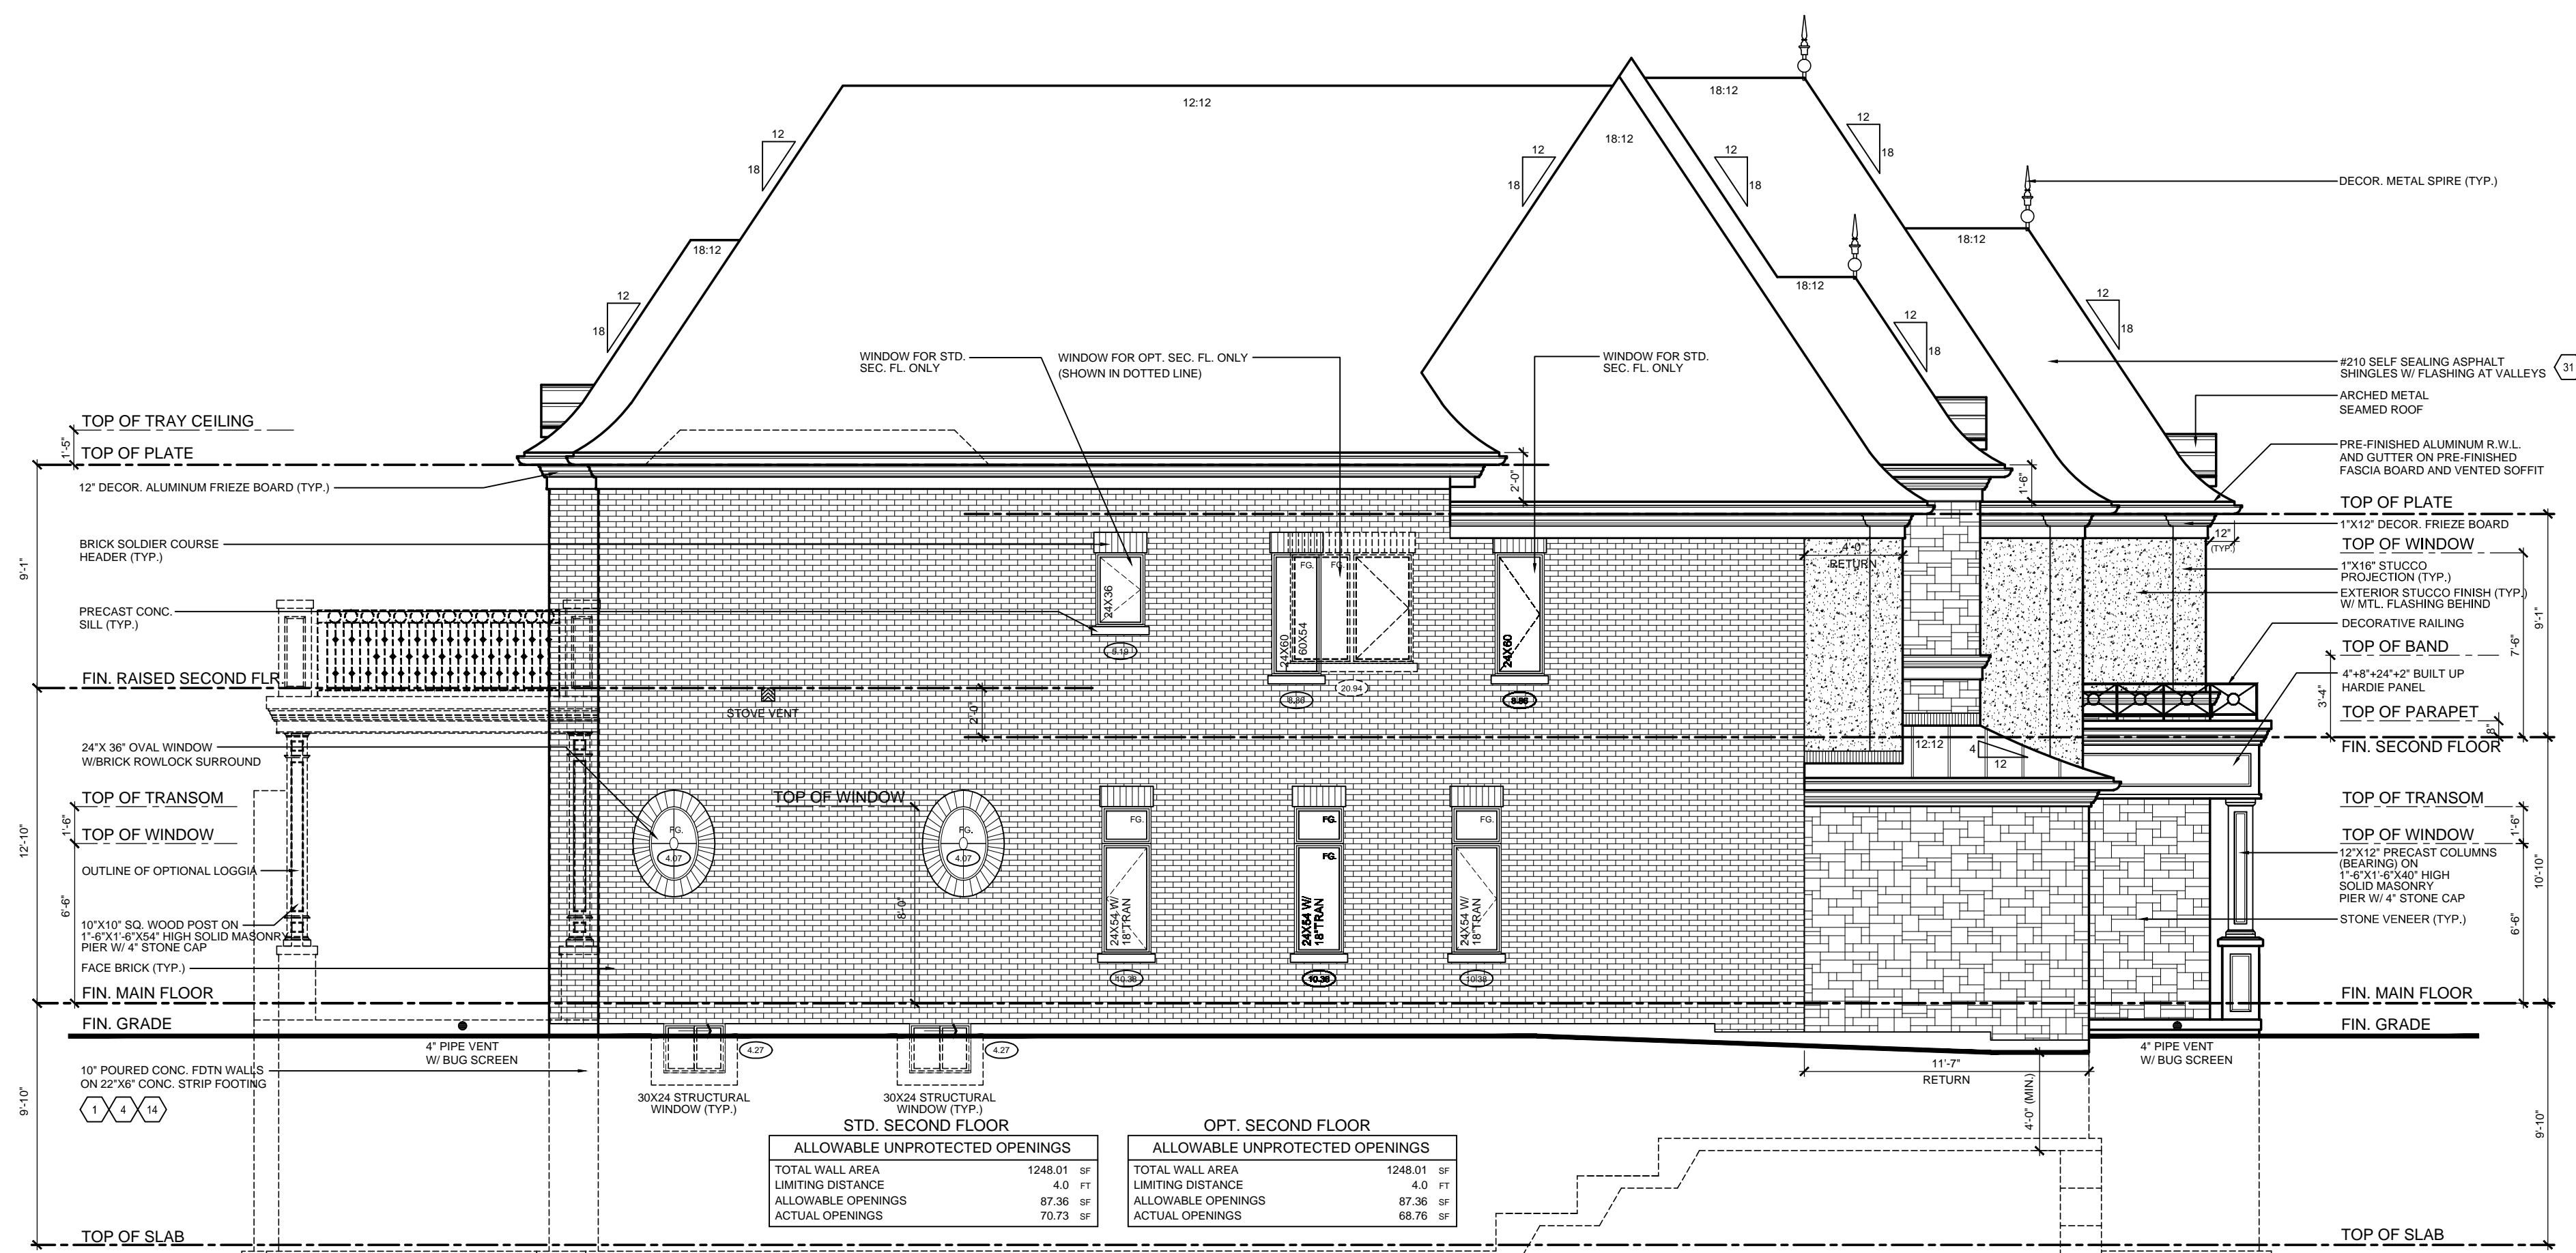 18:12
12:12
12
18
18:12
12
18
12
18
18:12
12
18
18:12
12
18
18:12
12
18
18:12
12
18
DECOR. METAL SPIRE (TYP.)
WINDOW FOR STD.
SEC. FL. ONLY
WINDOW FOR OPT. SEC. FL. ONLY
(SHOWN IN DOTTED LINE)
WINDOW FOR STD.
SEC. FL. ONLY
#210 SELF SEALING ASPHALT
SHINGLES W/ FLASHING AT VALLEYS
31
ARCHED METAL
SEAMED ROOF
PRE-FINISHED ALUMINUM R.W.L.
AND GUTTER ON PRE-FINISHED
FASCIA BOARD AND VENTED SOFFIT
TOP OF TRAY CEILING
1'-5"
TOP OF PLATE
12" DECOR. ALUMINUM FRIEZE BOARD (TYP.)
BRICK SOLDIER COURSE
HEADER (TYP.)
9'-1"
PRECAST CONC.
SILL (TYP.)
FIN. RAISED SECOND FLR
24"X 36" OVAL WINDOW
W/BRICK ROWLOCK SURROUND
TOP OF TRANSOM
1'-6"
TOP OF WINDOW
12'-10"
OUTLINE OF OPTIONAL LOGGIA
6'-6"
10"X10" SQ. WOOD POST ON
1"-6"X1'-6"X54" HIGH SOLID MASONRY
PIER W/ 4" STONE CAP
FACE BRICK (TYP.)
FIN. MAIN FLOOR
FIN. GRADE
4" PIPE VENT
W/ BUG SCREEN
10" POURED CONC. FDTN WALLS
ON 22"X6" CONC. STRIP FOOTING
1
4
14
9'-10"
TOP OF SLAB
2'-0"
1'-6"
24X36
FG.
FG.
24X60
60X54
24X60
9.86
20.94
STOVE VENT
2'-0"
TOP OF WINDOW
8'-0"
FG.
4.07
FG.
4.07
FG.
24X54 W/
18"TRAN
10.38
FG.
FG.
24X54 W/
18"TRAN
10.38
FG.
24X54 W/
18"TRAN
10.38
4'-0"
RETURN
12:12
4
12
TOP OF PLATE
1"X12" DECOR. FRIEZE BOARD
12"
(TYP.)
TOP OF WINDOW
1"X16" STUCCO
PROJECTION (TYP.)
EXTERIOR STUCCO FINISH (TYP.)
W/ MTL. FLASHING BEHIND
DECORATIVE RAILING
9'-1"
7'-6"
TOP OF BAND
4"+8"+24"+2" BUILT UP
HARDIE PANEL
3'-4"
TOP OF PARAPET
8"
FIN. SECOND FLOOR
TOP OF TRANSOM
1'-6"
TOP OF WINDOW
12"X12" PRECAST COLUMNS
(BEARING) ON
1"-6"X1'-6"X40" HIGH
SOLID MASONRY
PIER W/ 4" STONE CAP
10'-10"
6'-6"
STONE VENEER (TYP.)
FIN. MAIN FLOOR
FIN. GRADE
4" PIPE VENT
W/ BUG SCREEN
9'-10"
TOP OF SLAB
4.27
4.27
30X24 STRUCTURAL
WINDOW (TYP.)
30X24 STRUCTURAL
WINDOW (TYP.)
11'-7"
RETURN
4'-0" (MIN.)
STD. SECOND FLOOR
ALLOWABLE UNPROTECTED OPENINGS
TOTAL WALL AREA 1248.01 SF
LIMITING DISTANCE 4.0 FT
ALLOWABLE OPENINGS 87.36 SF
ACTUAL OPENINGS 70.73 SF
OPT. SECOND FLOOR
ALLOWABLE UNPROTECTED OPENINGS
TOTAL WALL AREA 1248.01 SF
LIMITING DISTANCE 4.0 FT
ALLOWABLE OPENINGS 87.36 SF
ACTUAL OPENINGS 68.76 SF